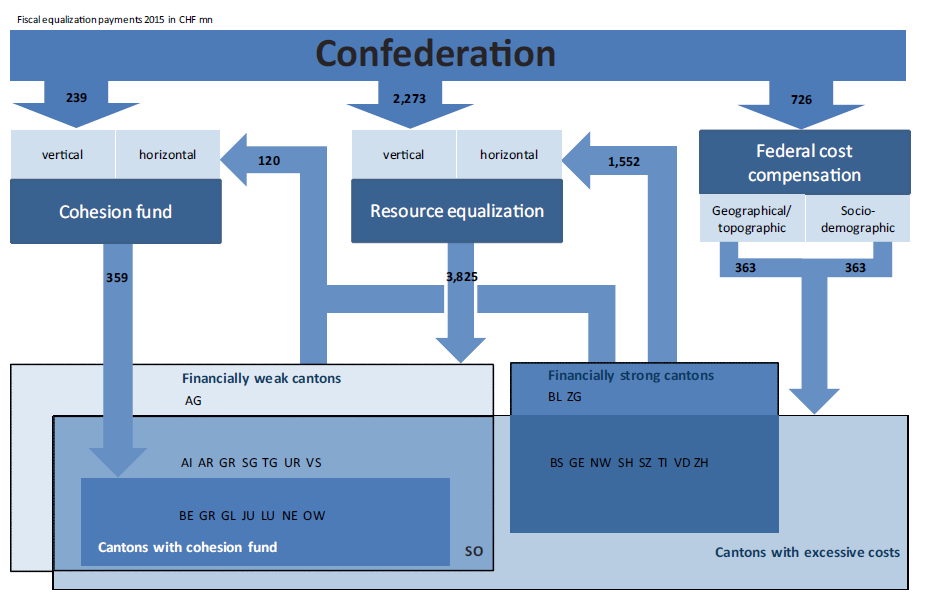 Fiscal equalization payments 2015 in CHF mn
Confederation
239
2,273
726
vertical
horizontal
120
vertical
horizontal
1,552
Federal cost
compensation
Cohesion fund
Resource equalization
Geographical/
topographic
Socio-
demographic
359
3,825
363
363
Financially weak cantons
AG
Financially strong cantons
BL ZG
AI AR GR SG TG UR VS
BS GE NW SH SZ TI VD ZH
BE GR GL JU LU NE OW
Cantons with cohesion fund
SO
Cantons with excessive costs